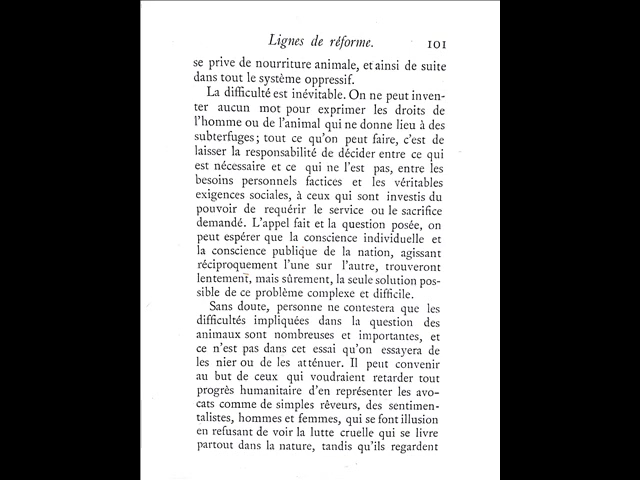 Lignes de réforme. 101
se prive de nourriture animale, et ainsi de suite
dans tout le système oppressif.
La difficulté est inévitable. On ne peut inven-
ter aucun mot pour exprimer les droits de
l'homme ou de l'animal qui ne donne lieu à des
subterfuges; tout ce qu'on peut faire, c'est de
laisser la responsabilité de décider entre ce qui
est nécessaire et ce qui ne l'est pas, entre les
besoins personnels factices et les véritables
exigences sociales, à ceux qui sont investis du
pouvoir de requérir le service ou le sacrifice
demandé. L'appel fait et la question posée, on
peut espérer que la conscience individuelle et
la conscience publique de la nation, agissant
réciproquement l'une sur l'autre, trouveront
lentement, mais sûrement, la seule solution pos-
sible de ce problème complexe et difficile.
Sans doute, personne ne contestera que les
difficultés impliquées dans la question des
animaux sont nombreuses et importantes, et
ce n'est pas dans cet essai qu'on essayera de
les nier ou de les atténuer. Il peut convenir
au but de ceux qui voudraient retarder tout
progrès humanitaire d'en représenter les avo-
cats comme de simples rêveurs, des sentimen-
talistes, hommes et femmes, qui se font illusion
en refusant de voir la lutte cruelle qui se livre
partout dans la nature, tandis qu'ils regardent